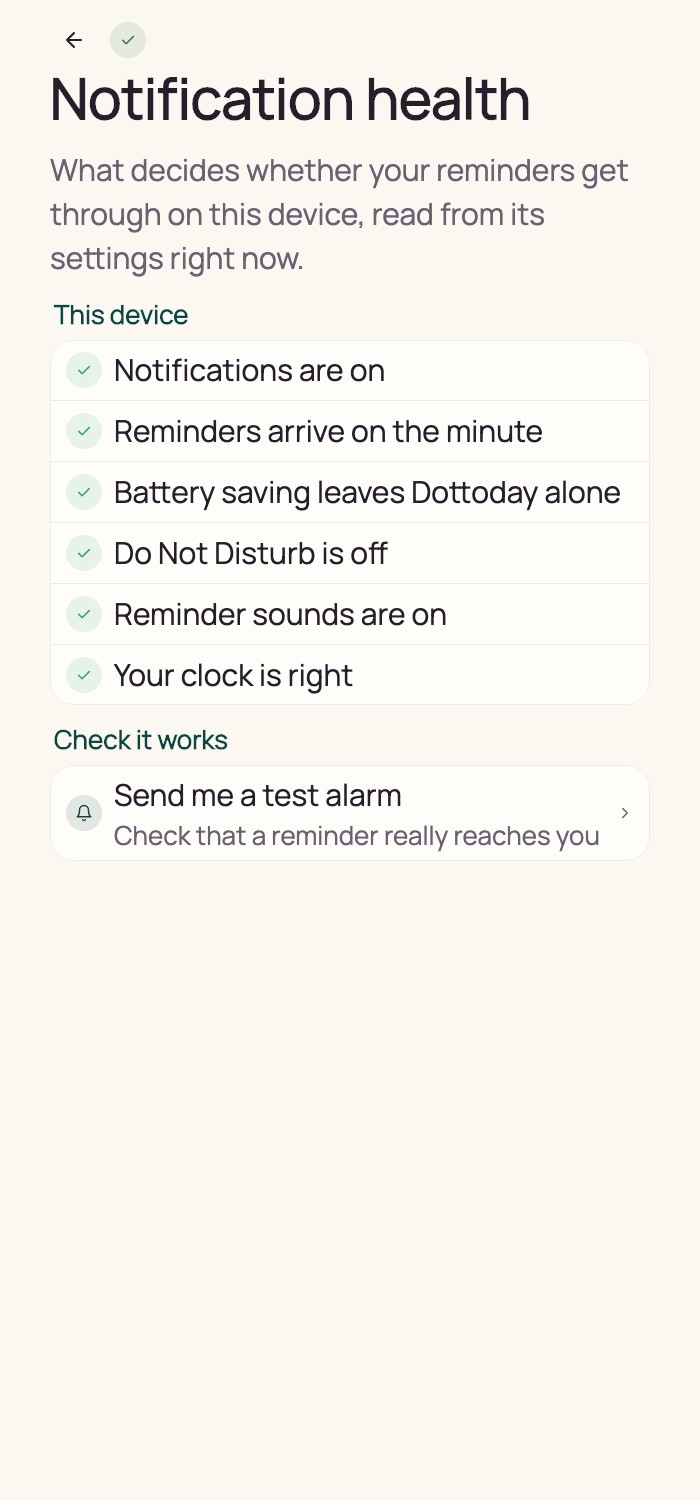 Notification health
What decides whether your reminders get
through on this device, read from its
settings right now.
This device
Notifications are on
Reminders arrive on the minute
Battery saving leaves Dottoday alone
Do Not Disturb is off
Reminder sounds are on
Your clock is right
Check it works
Send me a test alarm
Check that a reminder really reaches you